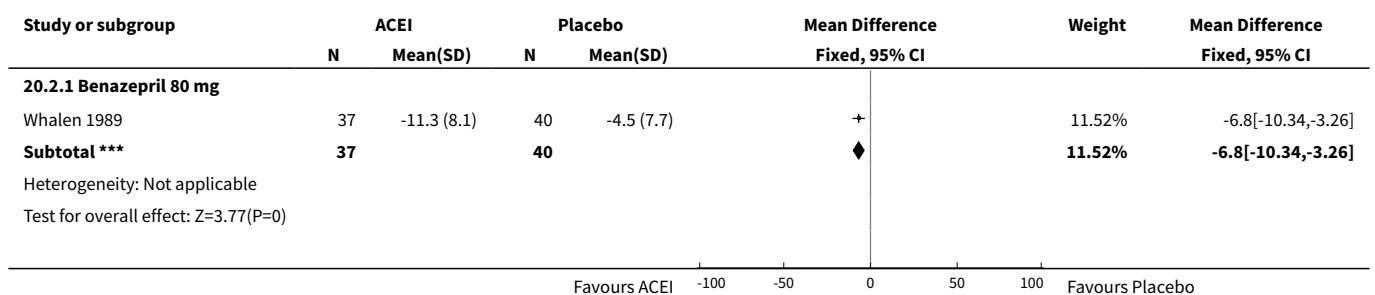 Study or subgroup ACEI Placebo Mean Difference Weight Mean Difference
N Mean(SD) N Mean(SD) Fixed, 95% CI Fixed, 95% CI
20.2.1 Benazepril 80 mg
Whalen 1989 37 -11.3 (8.1) 40 -4.5 (7.7) 11.52% -6.8[-10.34,-3.26]
Subtotal *** 37 40 11.52% -6.8[-10.34,-3.26]
Heterogeneity: Not applicable
Test for overall effect: Z=3.77(P=0)
Favours ACEI -100 -50 0 50 100 Favours Placebo